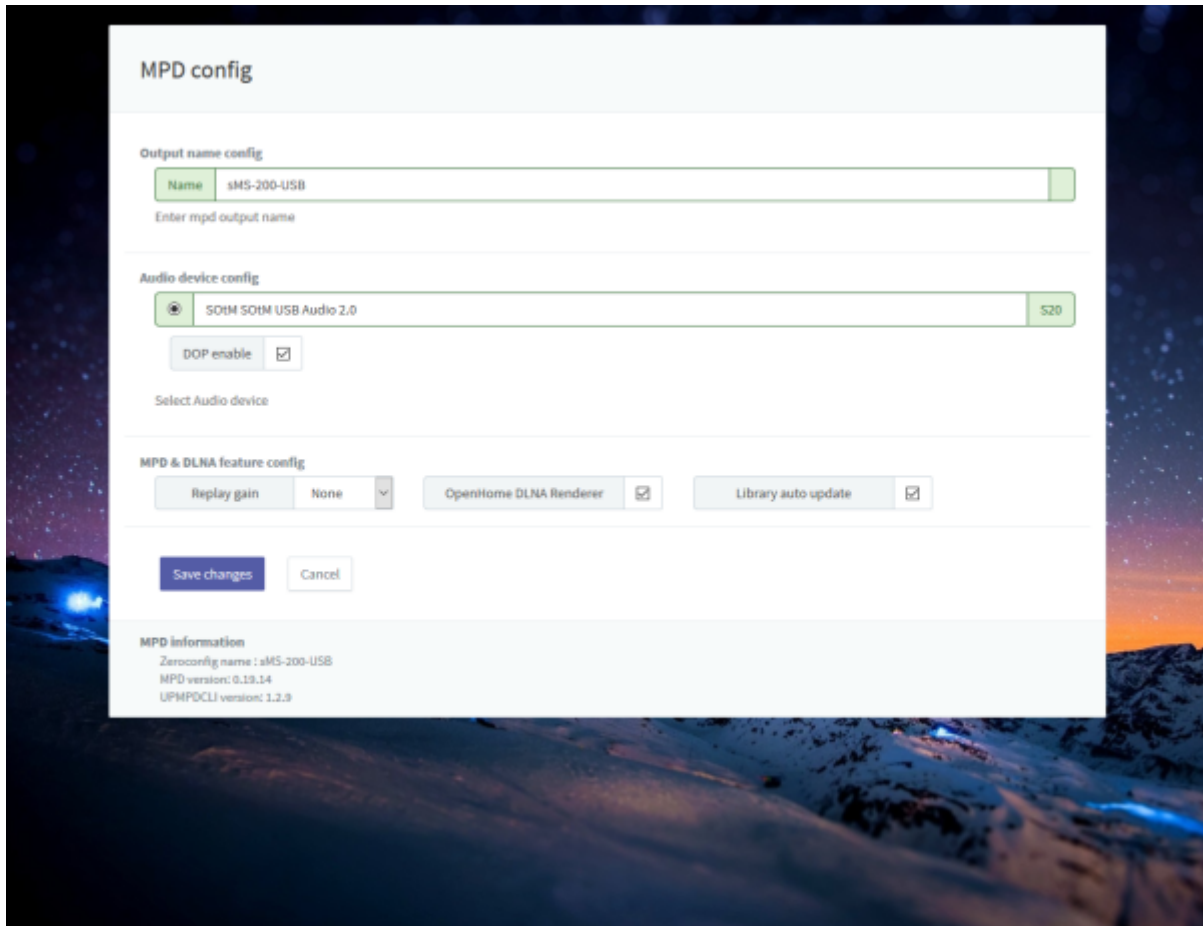 MPD config
Output name config
Name sMS-200-USB
Enter mpd output name
Audio device config
SOtM SOtM USB Audio 2.0 S20
DOP enable
Select Audio device
MPD & DLNA feature config
Replay gain None OpenHome DLNA Renderer Library auto update
Save changes Cancel
MPD information
Zeroconfig name : sMS-200-USB
MPD version: 0.19.14
UPMPDCLI version: 1.2.9